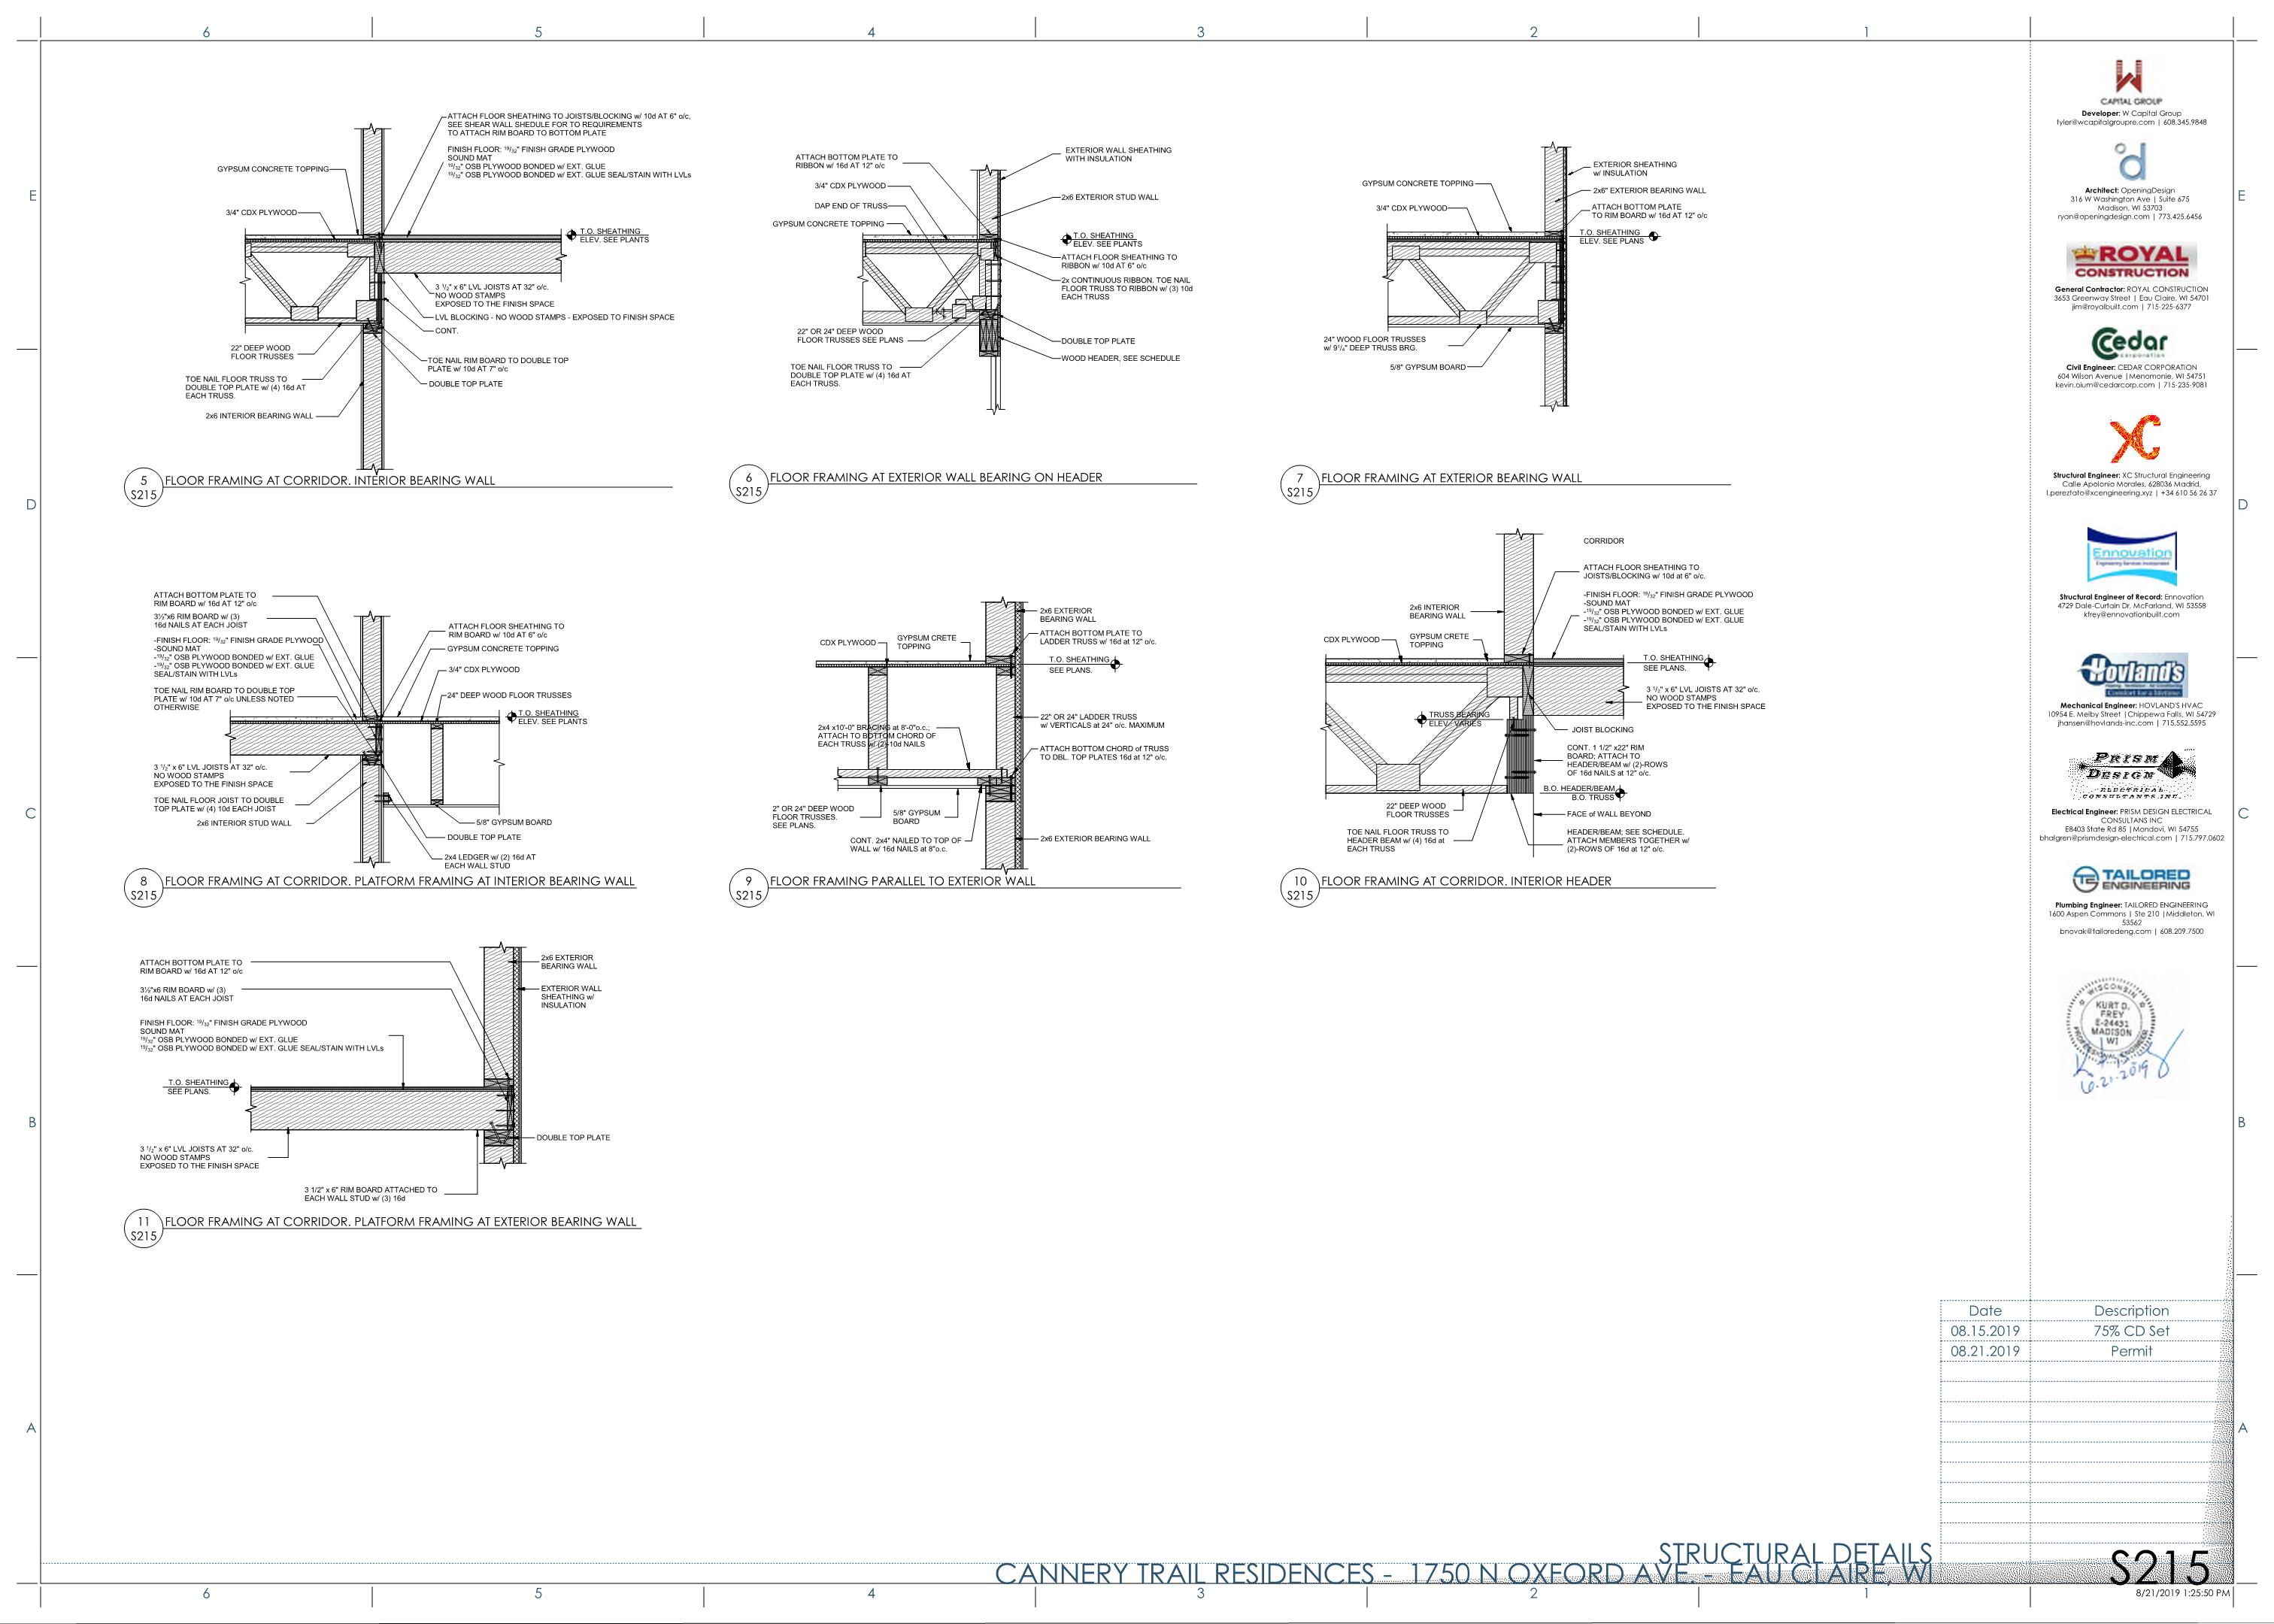 6 5 4 3 2 1
E
D
C
B
A
ATTACH FLOOR SHEATHING TO JOISTS/BLOCKING w/ 10d AT 6" o/c,
SEE SHEAR WALL SHEDULE FOR TO REQUIREMENTS
TO ATTACH RIM BOARD TO BOTTOM PLATE
FINISH FLOOR: 19/32" FINISH GRADE PLYWOOD
SOUND MAT
19/32" OSB PLYWOOD BONDED w/ EXT. GLUE
19/32" OSB PLYWOOD BONDED w/ EXT. GLUE SEAL/STAIN WITH LVLs
GYPSUM CONCRETE TOPPING
3/4" CDX PLYWOOD
T.O. SHEATHING
ELEV. SEE PLANTS
3 1/2" x 6" LVL JOISTS AT 32" o/c.
NO WOOD STAMPS
EXPOSED TO THE FINISH SPACE
LVL BLOCKING - NO WOOD STAMPS - EXPOSED TO FINISH SPACE
CONT.
22" DEEP WOOD
FLOOR TRUSSES
TOE NAIL RIM BOARD TO DOUBLE TOP
PLATE w/ 10d AT 7" o/c
DOUBLE TOP PLATE
TOE NAIL FLOOR TRUSS TO
DOUBLE TOP PLATE w/ (4) 16d AT
EACH TRUSS.
2x6 INTERIOR BEARING WALL
5
S215
FLOOR FRAMING AT CORRIDOR. INTERIOR BEARING WALL
ATTACH BOTTOM PLATE TO
RIBBON w/ 16d AT 12" o/c
3/4" CDX PLYWOOD
DAP END OF TRUSS
GYPSUM CONCRETE TOPPING
EXTERIOR WALL SHEATHING
WITH INSULATION
2x6 EXTERIOR STUD WALL
T.O. SHEATHING
ELEV. SEE PLANTS
ATTACH FLOOR SHEATHING TO
RIBBON w/ 10d AT 6" o/c
2x CONTINUOUS RIBBON. TOE NAIL
FLOOR TRUSS TO RIBBON w/ (3) 10d
EACH TRUSS
22" OR 24" DEEP WOOD
FLOOR TRUSSES SEE PLANS
DOUBLE TOP PLATE
WOOD HEADER, SEE SCHEDULE
TOE NAIL FLOOR TRUSS TO
DOUBLE TOP PLATE w/ (4) 16d AT
EACH TRUSS.
6
S215
FLOOR FRAMING AT EXTERIOR WALL BEARING ON HEADER
GYPSUM CONCRETE TOPPING
3/4" CDX PLYWOOD
EXTERIOR SHEATHING
w/ INSULATION
2x6" EXTERIOR BEARING WALL
ATTACH BOTTOM PLATE
TO RIM BOARD w/ 16d AT 12" o/c
T.O. SHEATHING
ELEV. SEE PLANS
24" WOOD FLOOR TRUSSES
w/ 9 1/4" DEEP TRUSS BRG.
5/8" GYPSUM BOARD
7
S215
FLOOR FRAMING AT EXTERIOR BEARING WALL
ATTACH BOTTOM PLATE TO
RIM BOARD w/ 16d AT 12" o/c
3½"x6 RIM BOARD w/ (3)
16d NAILS AT EACH JOIST
-FINISH FLOOR: 19/32" FINISH GRADE PLYWOOD
-SOUND MAT
-19/32" OSB PLYWOOD BONDED w/ EXT. GLUE
-19/32" OSB PLYWOOD BONDED w/ EXT. GLUE
SEAL/STAIN WITH LVLs
TOE NAIL RIM BOARD TO DOUBLE TOP
PLATE w/ 10d AT 7" o/c UNLESS NOTED
OTHERWISE
ATTACH FLOOR SHEATHING TO
RIM BOARD w/ 10d AT 6" o/c
GYPSUM CONCRETE TOPPING
3/4" CDX PLYWOOD
24" DEEP WOOD FLOOR TRUSSES
T.O. SHEATHING
ELEV. SEE PLANTS
3 1/2" x 6" LVL JOISTS AT 32" o/c.
NO WOOD STAMPS
EXPOSED TO THE FINISH SPACE
TOE NAIL FLOOR JOIST TO DOUBLE
TOP PLATE w/ (4) 10d EACH JOIST
2x6 INTERIOR STUD WALL
5/8" GYPSUM BOARD
DOUBLE TOP PLATE
2x4 LEDGER w/ (2) 16d AT
EACH WALL STUD
8
S215
FLOOR FRAMING AT CORRIDOR. PLATFORM FRAMING AT INTERIOR BEARING WALL
2x6 EXTERIOR
BEARING WALL
CDX PLYWOOD
GYPSUM CRETE
TOPPING
ATTACH BOTTOM PLATE TO
LADDER TRUSS w/ 16d at 12" o/c.
T.O. SHEATHING
SEE PLANS.
2x4 x10'-0" BRACING at 8'-0"o.c.;
ATTACH TO BOTTOM CHORD OF
EACH TRUSS w/ (2)-10d NAILS
22" OR 24" LADDER TRUSS
w/ VERTICALS at 24" o/c. MAXIMUM
ATTACH BOTTOM CHORD of TRUSS
TO DBL. TOP PLATES 16d at 12" o/c.
2" OR 24" DEEP WOOD
FLOOR TRUSSES.
SEE PLANS.
5/8" GYPSUM
BOARD
CONT. 2x4" NAILED TO TOP OF
WALL w/ 16d NAILS at 8"o.c.
2x6 EXTERIOR BEARING WALL
9
S215
FLOOR FRAMING PARALLEL TO EXTERIOR WALL
CORRIDOR
ATTACH FLOOR SHEATHING TO
JOISTS/BLOCKING w/ 10d at 6" o/c.
2x6 INTERIOR
BEARING WALL
-FINISH FLOOR: 19/32" FINISH GRADE PLYWOOD
-SOUND MAT
-19/32" OSB PLYWOOD BONDED w/ EXT. GLUE
-19/32" OSB PLYWOOD BONDED w/ EXT. GLUE
SEAL/STAIN WITH LVLs
CDX PLYWOOD
GYPSUM CRETE
TOPPING
T.O. SHEATHING
SEE PLANS.
3 1/2" x 6" LVL JOISTS AT 32" o/c.
NO WOOD STAMPS
EXPOSED TO THE FINISH SPACE
TRUSS BEARING
ELEV. VARIES
JOIST BLOCKING
CONT. 1 1/2" x22" RIM
BOARD; ATTACH TO
HEADER/BEAM w/ (2)-ROWS
OF 16d NAILS at 12" o/c.
B.O. HEADER/BEAM
B.O. TRUSS
22" DEEP WOOD
FLOOR TRUSSES
FACE of WALL BEYOND
TOE NAIL FLOOR TRUSS TO
HEADER BEAM w/ (4) 16d at
EACH TRUSS
HEADER/BEAM; SEE SCHEDULE.
ATTACH MEMBERS TOGETHER w/
(2)-ROWS OF 16d at 12" o/c.
10
S215
FLOOR FRAMING AT CORRIDOR. INTERIOR HEADER
ATTACH BOTTOM PLATE TO
RIM BOARD w/ 16d AT 12" o/c
3½"x6 RIM BOARD w/ (3)
16d NAILS AT EACH JOIST
FINISH FLOOR: 19/32" FINISH GRADE PLYWOOD
SOUND MAT
19/32" OSB PLYWOOD BONDED w/ EXT. GLUE
19/32" OSB PLYWOOD BONDED w/ EXT. GLUE SEAL/STAIN WITH LVLs
2x6 EXTERIOR
BEARING WALL
EXTERIOR WALL
SHEATHING w/
INSULATION
T.O. SHEATHING
SEE PLANS.
DOUBLE TOP PLATE
3 1/2" x 6" LVL JOISTS AT 32" o/c.
NO WOOD STAMPS
EXPOSED TO THE FINISH SPACE
3 1/2" x 6" RIM BOARD ATTACHED TO
EACH WALL STUD w/ (3) 16d
11
S215
FLOOR FRAMING AT CORRIDOR. PLATFORM FRAMING AT EXTERIOR BEARING WALL
W
CAPITAL GROUP
Developer: W Capital Group
tyler@wcapitalgroupre.com | 608.345.9848
d
Architect: OpeningDesign
316 W Washington Ave | Suite 675
Madison, WI 53703
ryan@openingdesign.com | 773.425.6456
ROYAL
CONSTRUCTION
General Contractor: ROYAL CONSTRUCTION
3653 Greenway Street | Eau Claire, WI 54701
jim@royalbuilt.com | 715-225-6377
Cedar
corporation
Civil Engineer: CEDAR CORPORATION
604 Wilson Avenue |Menomonie, WI 54751
kevin.oium@cedarcorp.com | 715-235-9081
XC
Structural Engineer: XC Structural Engineering
Calle Apolonio Morales, 628036 Madrid,
l.pereztato@xcengineering.xyz | +34 610 56 26 37
Ennovation
Engineering Services Incorporated
Structural Engineer of Record: Ennovation
4729 Dale-Curtain Dr, McFarland, WI 53558
kfrey@ennovationbuilt.com
Hovland's
Comfort for a lifetime
Mechanical Engineer: HOVLAND'S HVAC
10954 E. Melby Street |Chippewa Falls, WI 54729
jhansen@hovlands-inc.com | 715.552.5595
PRISM
DESIGN
ELECTRICAL
CONSULTANTS,INC.
Electrical Engineer: PRISM DESIGN ELECTRICAL
CONSULTANS INC
E8403 State Rd 85 |Mandovi, WI 54755
bhalgren@prismdesign-electrical.com | 715.797.0602
TE TAILORED
ENGINEERING
Plumbing Engineer: TAILORED ENGINEERING
1600 Aspen Commons | Ste 210 |Middleton, WI
53562
bnovak@tailoredeng.com | 608.209.7500
WISCONSIN
KURT D.
FREY
E-24431
MADISON
WI
PROFESSIONAL ENGINEER
E
D
C
B
A
Date Description
08.15.2019 75% CD Set
08.21.2019 Permit
STRUCTURAL DETAILS
CANNERY TRAIL RESIDENCES - 1750 N OXFORD AVE. - EAU CLAIRE, WI
S215
8/21/2019 1:25:50 PM
6 5 4 3 2 1